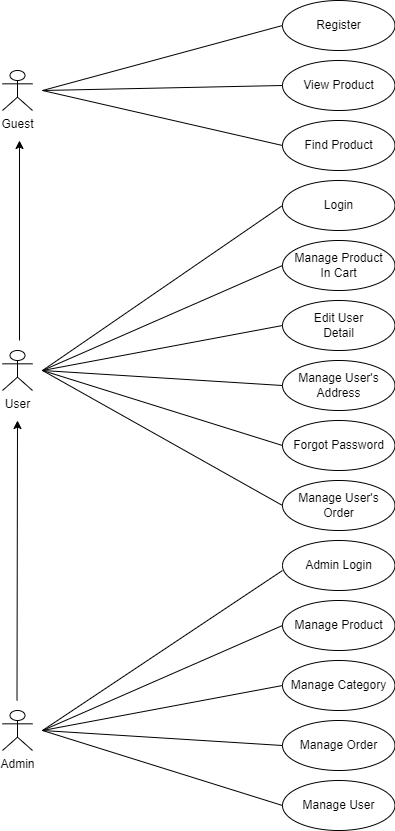 Register
View Product
Guest
Find Product
Login
Manage Product
In Cart
Edit User
Detail
Manage User's
Address
User
Forgot Password
Manage User's
Order
Admin Login
Manage Product
Manage Category
Manage Order
Admin
Manage User